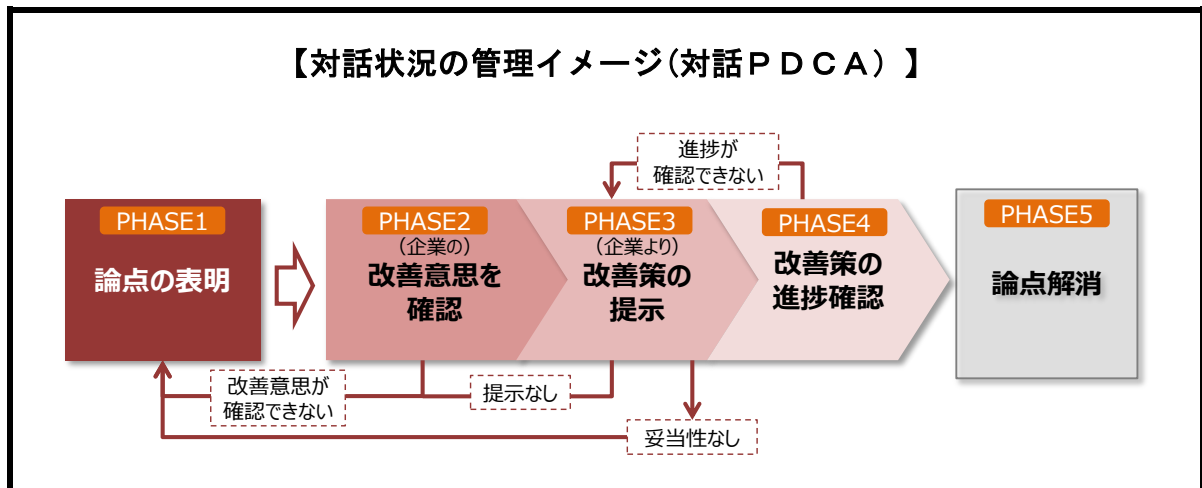 【対話状況の管理イメージ(対話PDCA)】
進捗が
確認できない
PHASE1
論点の表明
PHASE2
(企業の)
改善意思を
確認
PHASE3
(企業より)
改善策の
提示
PHASE4
改善策の
進捗確認
PHASE5
論点解消
改善意思が
確認できない
提示なし
妥当性なし